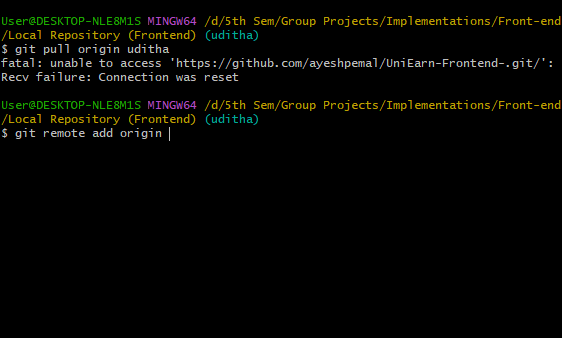 User@DESKTOP-NLE8M1S MINGW64 /d/5th Sem/Group Projects/Implementations/Front-end
/Local Repository (Frontend) (uditha)
$ git pull origin uditha
fatal: unable to access 'https://github.com/ayeshpemal/UniEarn-Frontend-.git/':
Recv failure: Connection was reset
User@DESKTOP-NLE8M1S MINGW64 /d/5th Sem/Group Projects/Implementations/Front-end
/Local Repository (Frontend) (uditha)
$ git remote add origin